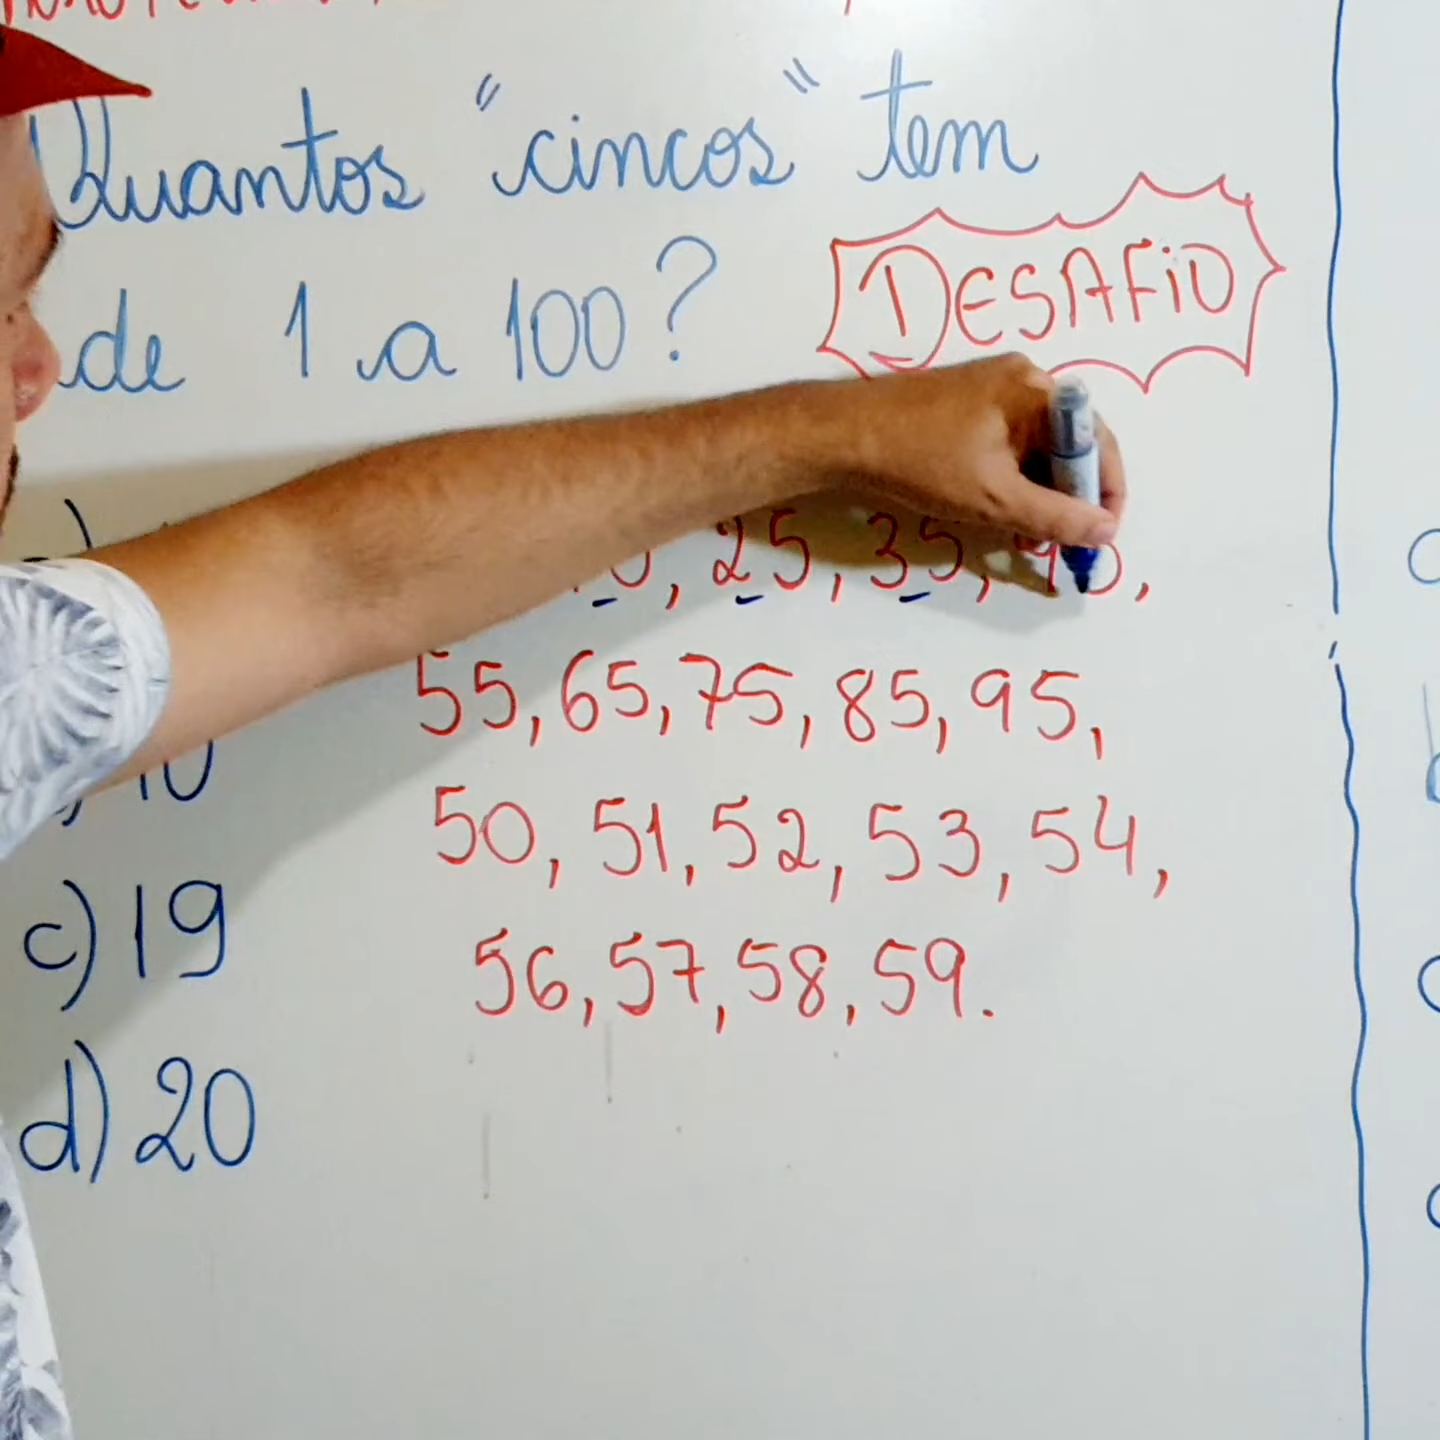 Quantos "cincos" tem
de 1 a 100?
DESAFiO
25, 35,
55, 65, 75, 85, 95,
10
50, 51, 52, 53, 54,
c) 19
56, 57, 58, 59.
d) 20